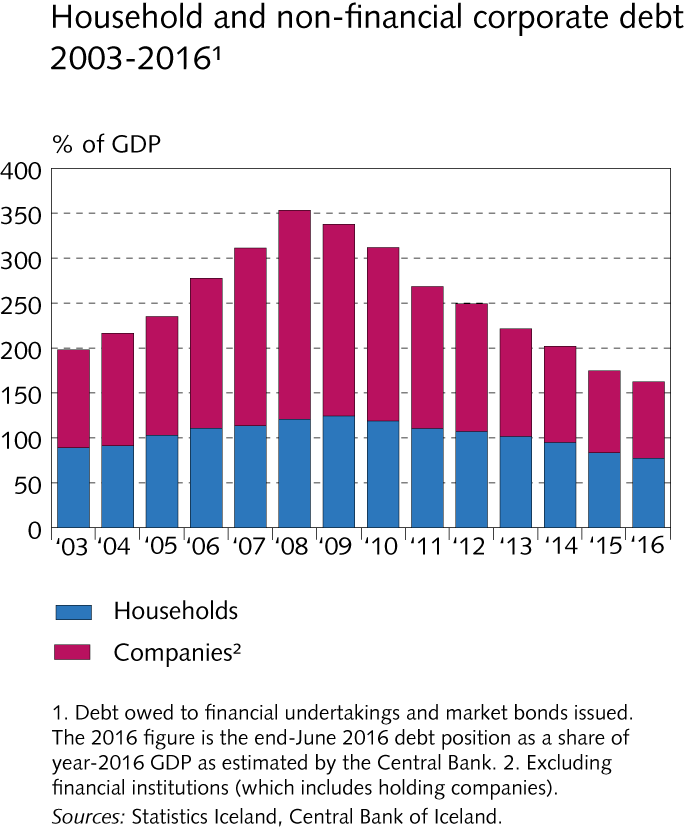 Household and non-financial corporate debt
2003-2016¹
% of GDP
400
350
300
250
200
150
100
50
0
‘03 ‘04 ‘05 ‘06 ‘07 ‘08 ‘09 ‘10 ‘11 ‘12 ‘13 ‘14 ‘15 ‘16
Households
Companies²
1. Debt owed to financial undertakings and market bonds issued.
The 2016 figure is the end-June 2016 debt position as a share of
year-2016 GDP as estimated by the Central Bank. 2. Excluding
financial institutions (which includes holding companies).
Sources: Statistics Iceland, Central Bank of Iceland.